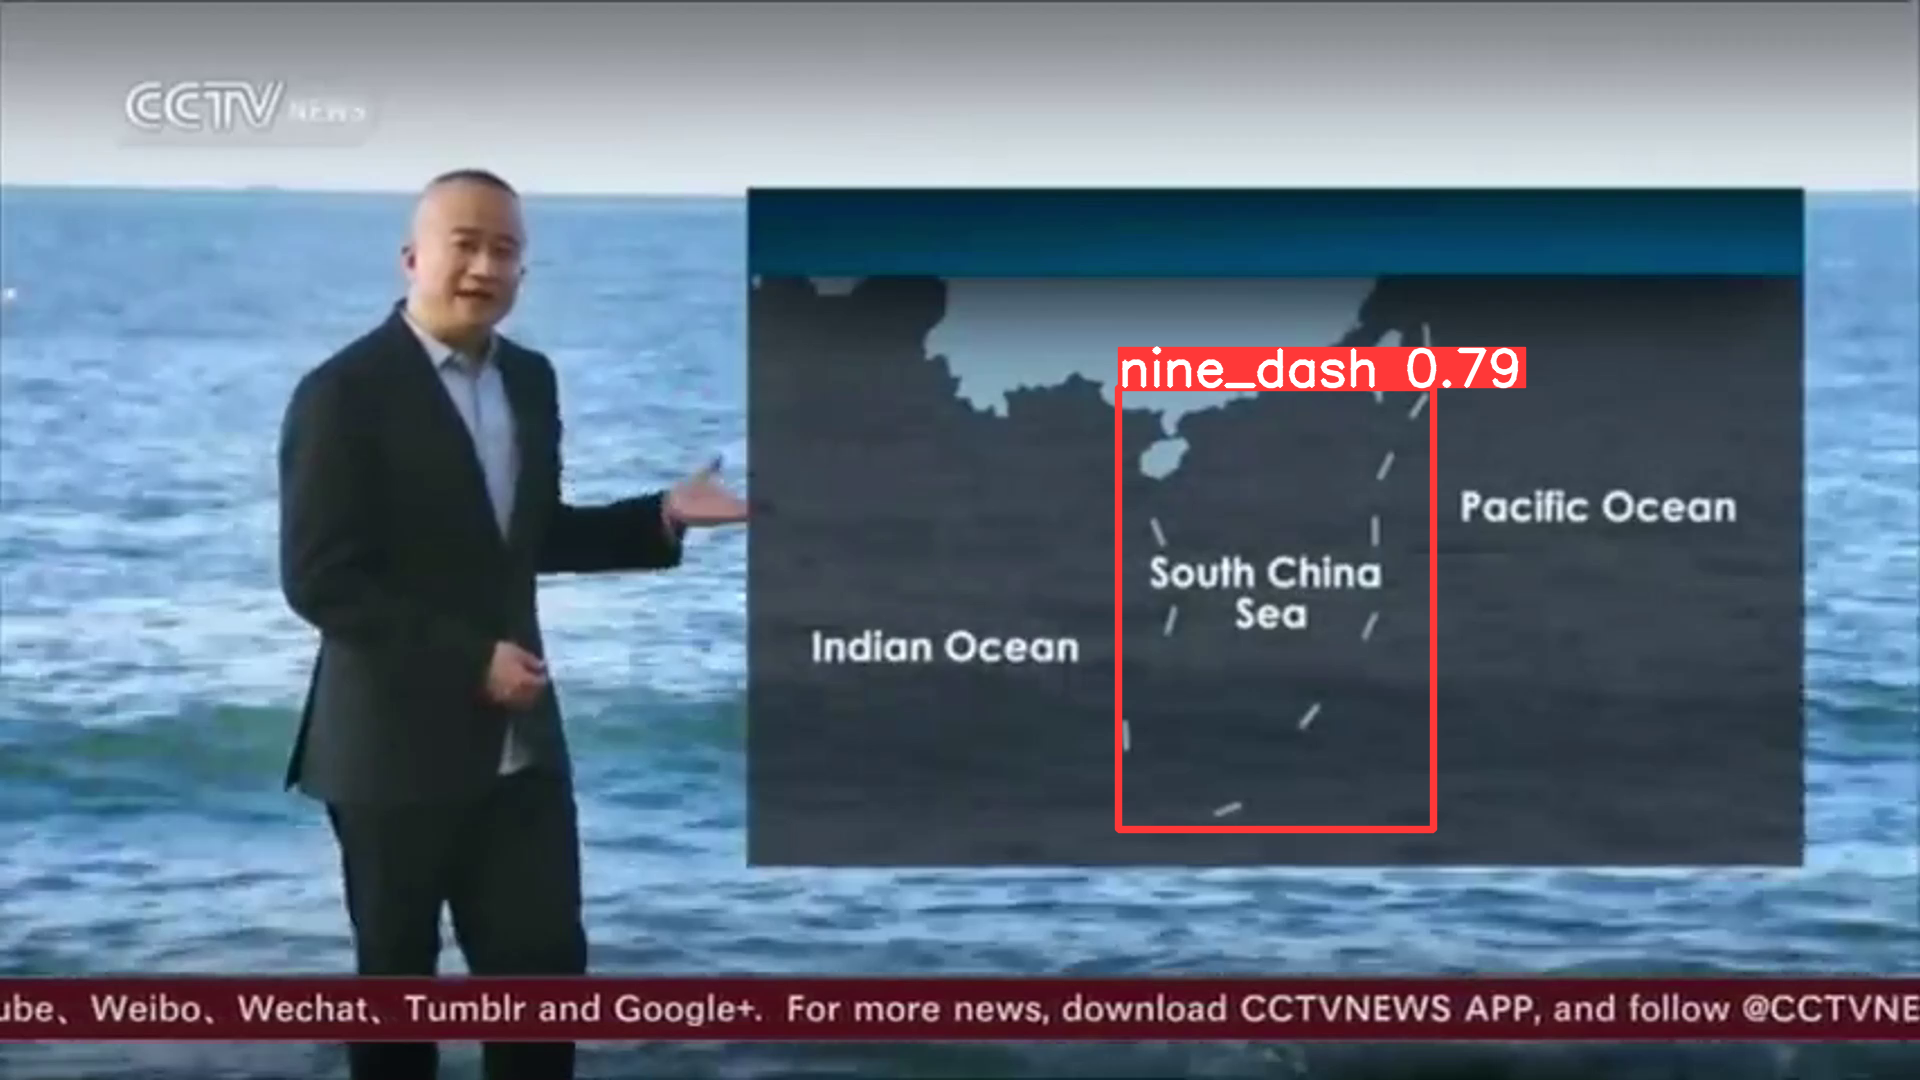 CCTV NEWS
nine_dash 0.79
Pacific Ocean
South China
Sea
Indian Ocean
ube、Weibo、Wechat、Tumblr and Google+. For more news, download CCTVNEWS APP, and follow @CCTVNE